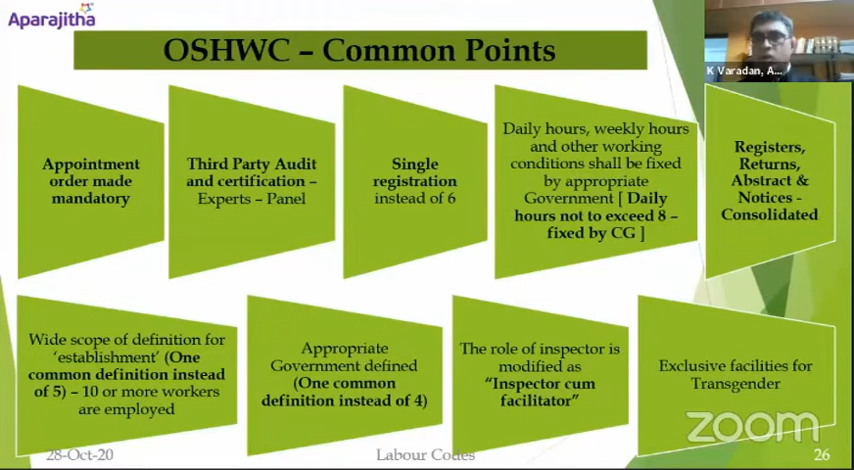 Aparajitha
OSHWC – Common Points
K Varadan, A...
Appointment
order made
mandatory
Third Party Audit
and certification –
Experts – Panel
Single
registration
instead of 6
Daily hours, weekly hours
and other working
conditions shall be fixed
by appropriate
Government [ Daily
hours not to exceed 8 –
fixed by CG ]
Registers,
Returns,
Abstract &
Notices -
Consolidated
Wide scope of definition for
‘establishment’ (One
common definition instead
of 5) – 10 or more workers
are employed
Appropriate
Government defined
(One common
definition instead of 4)
The role of inspector is
modified as
“Inspector cum
facilitator”
Exclusive facilities for
Transgender
zoom
28-Oct-20
Labour Codes
26